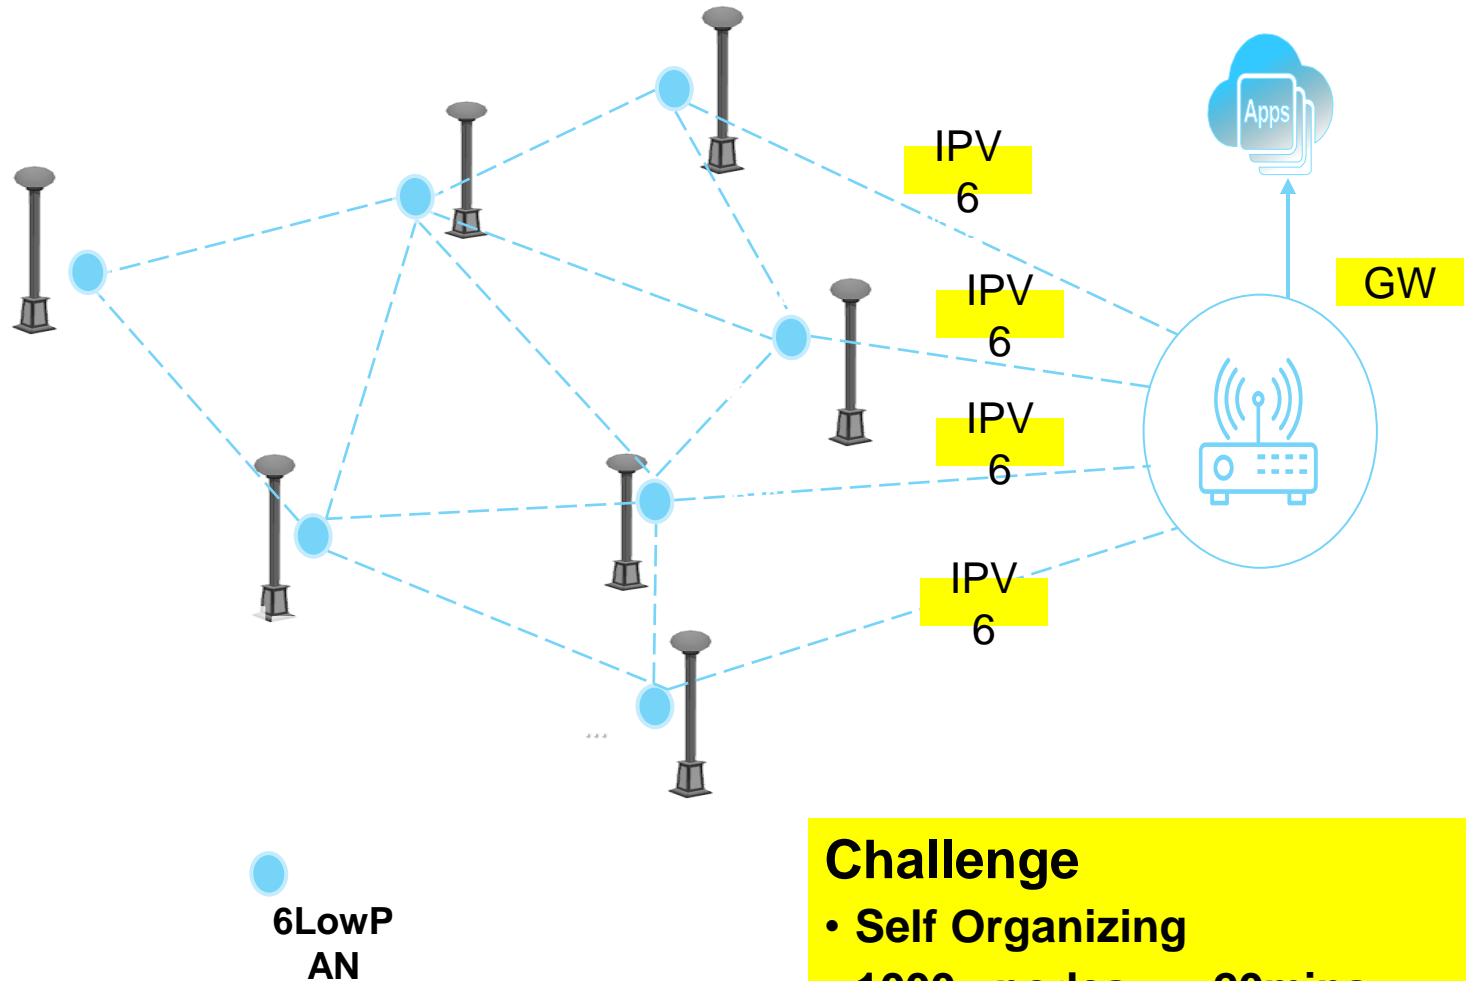 Apps
IPV
6
GW
IPV
6
IPV
6
IPV
6
...
Challenge
• Self Organizing
6LowP
AN